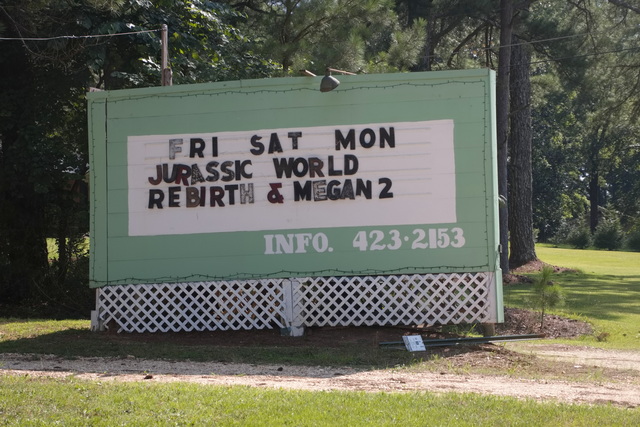 FRI SAT MON
JURASSIC WORLD
REBIRTH & MEGAN 2
INFO. 423·2153